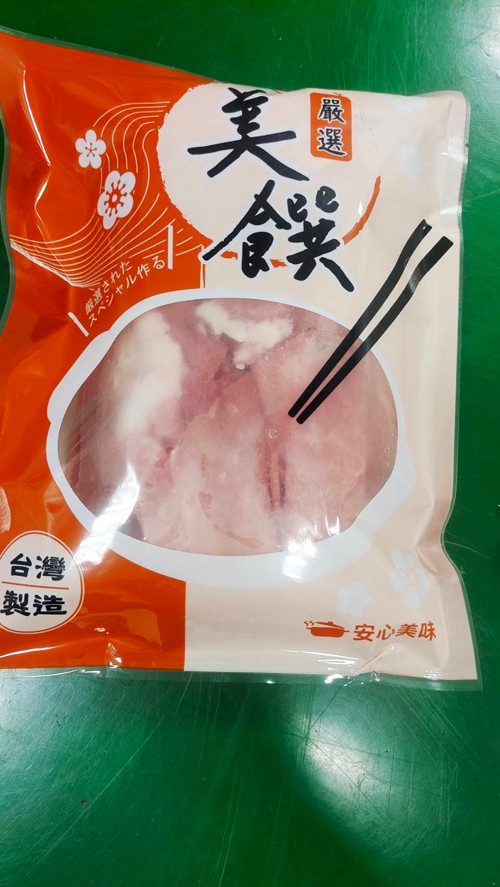 嚴選
美饌
厳選された
スペシャル作る
台灣
製造
安心美味